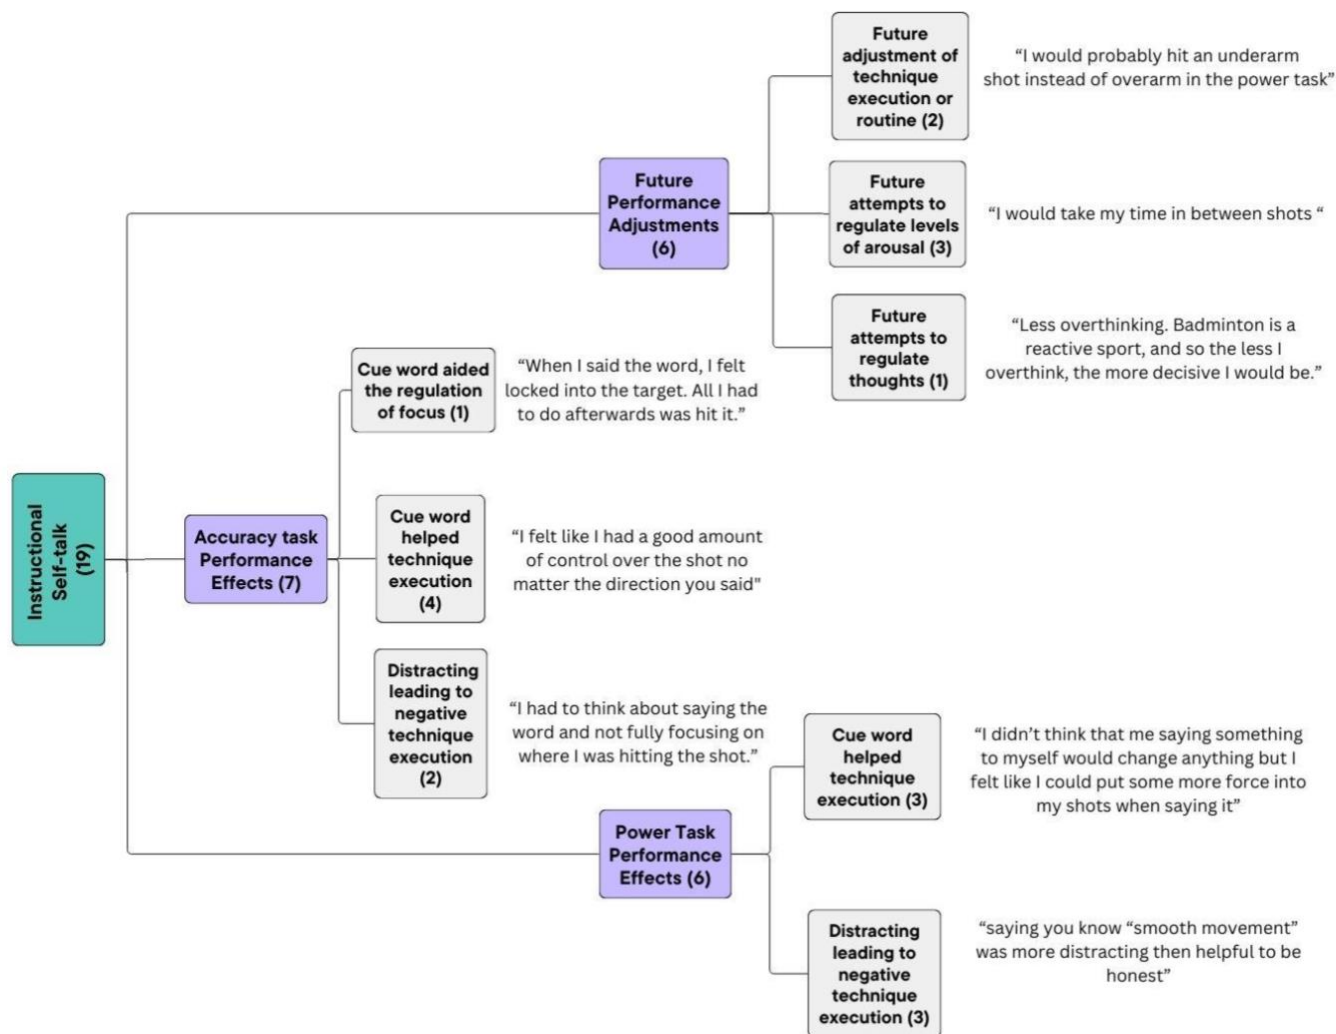 Future
adjustment of
technique
execution or
routine (2)
“I would probably hit an underarm
shot instead of overarm in the power task”
Future
Performance
Adjustments
(6)
Future
attempts to
regulate levels
of arousal (3)
“I would take my time in between shots “
Future
attempts to
regulate
thoughts (1)
“Less overthinking. Badminton is a
reactive sport, and so the less I
overthink, the more decisive I would be.”
Cue word aided
the regulation
of focus (1)
“When I said the word, I felt
locked into the target. All I had
to do afterwards was hit it.”
Instructional
Self-talk
(19)
Accuracy task
Performance
Effects (7)
Cue word
helped
technique
execution
(4)
“I felt like I had a good amount
of control over the shot no
matter the direction you said"
Distracting
leading to
negative
technique
execution
(2)
“I had to think about saying the
word and not fully focusing on
where I was hitting the shot.”
Power Task
Performance
Effects (6)
Cue word
helped
technique
execution (3)
“I didn’t think that me saying something
to myself would change anything but I
felt like I could put some more force into
my shots when saying it”
Distracting
leading to
negative
technique
execution (3)
“saying you know “smooth movement”
was more distracting then helpful to be
honest”